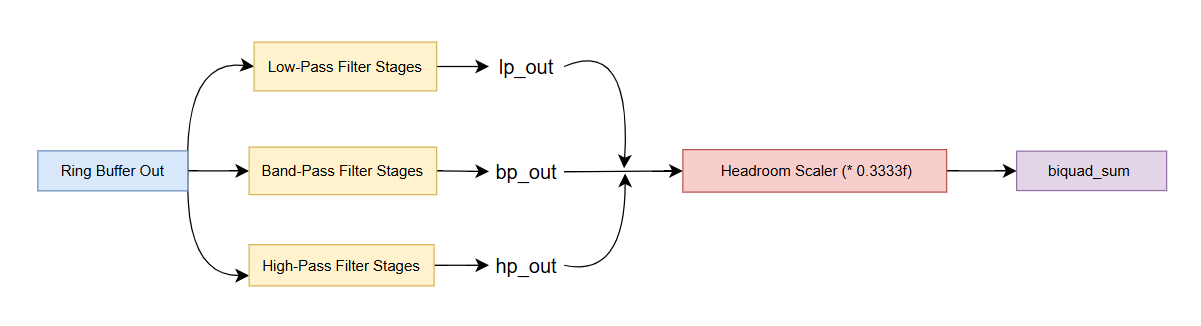 Low-Pass Filter Stages
lp_out
Ring Buffer Out
Band-Pass Filter Stages
bp_out
Headroom Scaler (* 0.3333f)
biquad_sum
High-Pass Filter Stages
hp_out